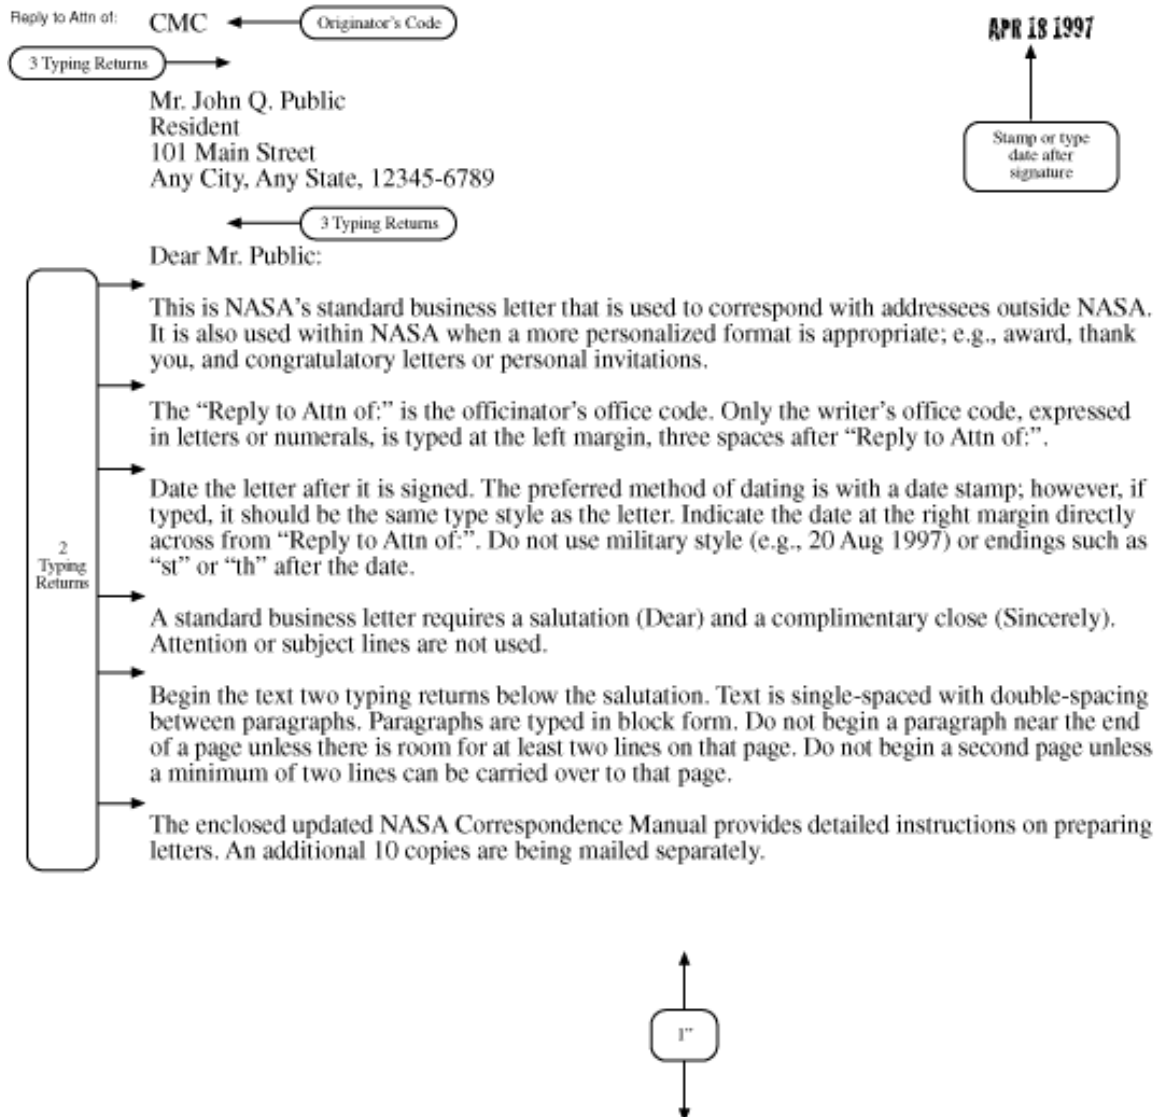 Reply to Attn of: CMC Originator's Code APR 18 1997
3 Typing Returns
Stamp or type
date after
signature
Mr. John Q. Public
Resident
101 Main Street
Any City, Any State, 12345-6789
3 Typing Returns
Dear Mr. Public:
This is NASA's standard business letter that is used to correspond with addressees outside NASA.
It is also used within NASA when a more personalized format is appropriate; e.g., award, thank
you, and congratulatory letters or personal invitations.
The “Reply to Attn of:” is the officinator's office code. Only the writer's office code, expressed
in letters or numerals, is typed at the left margin, three spaces after “Reply to Attn of:”.
Date the letter after it is signed. The preferred method of dating is with a date stamp; however, if
typed, it should be the same type style as the letter. Indicate the date at the right margin directly
across from “Reply to Attn of:”. Do not use military style (e.g., 20 Aug 1997) or endings such as
“st” or “th” after the date.
2
Typing
Returns
A standard business letter requires a salutation (Dear) and a complimentary close (Sincerely).
Attention or subject lines are not used.
Begin the text two typing returns below the salutation. Text is single-spaced with double-spacing
between paragraphs. Paragraphs are typed in block form. Do not begin a paragraph near the end
of a page unless there is room for at least two lines on that page. Do not begin a second page unless
a minimum of two lines can be carried over to that page.
The enclosed updated NASA Correspondence Manual provides detailed instructions on preparing
letters. An additional 10 copies are being mailed separately.
1”